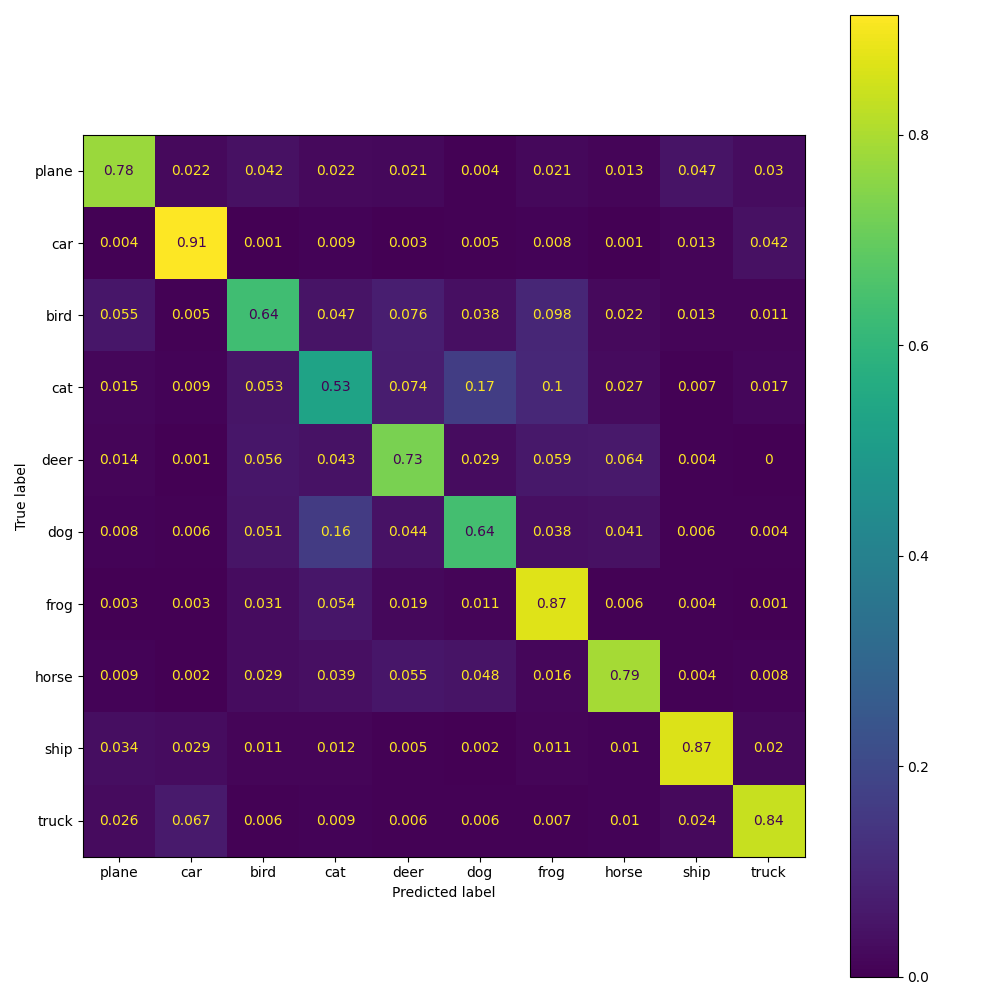 plane 0.78 0.022 0.042 0.022 0.021 0.004 0.021 0.013 0.047 0.03
car 0.004 0.91 0.001 0.009 0.003 0.005 0.008 0.001 0.013 0.042
bird 0.055 0.005 0.64 0.047 0.076 0.038 0.098 0.022 0.013 0.011
cat 0.015 0.009 0.053 0.53 0.074 0.17 0.1 0.027 0.007 0.017
deer 0.014 0.001 0.056 0.043 0.73 0.029 0.059 0.064 0.004 0
dog 0.008 0.006 0.051 0.16 0.044 0.64 0.038 0.041 0.006 0.004
frog 0.003 0.003 0.031 0.054 0.019 0.011 0.87 0.006 0.004 0.001
horse 0.009 0.002 0.029 0.039 0.055 0.048 0.016 0.79 0.004 0.008
ship 0.034 0.029 0.011 0.012 0.005 0.002 0.011 0.01 0.87 0.02
truck 0.026 0.067 0.006 0.009 0.006 0.006 0.007 0.01 0.024 0.84
plane car bird cat deer dog frog horse ship truck
Predicted label
True label
0.8
0.6
0.4
0.2
0.0